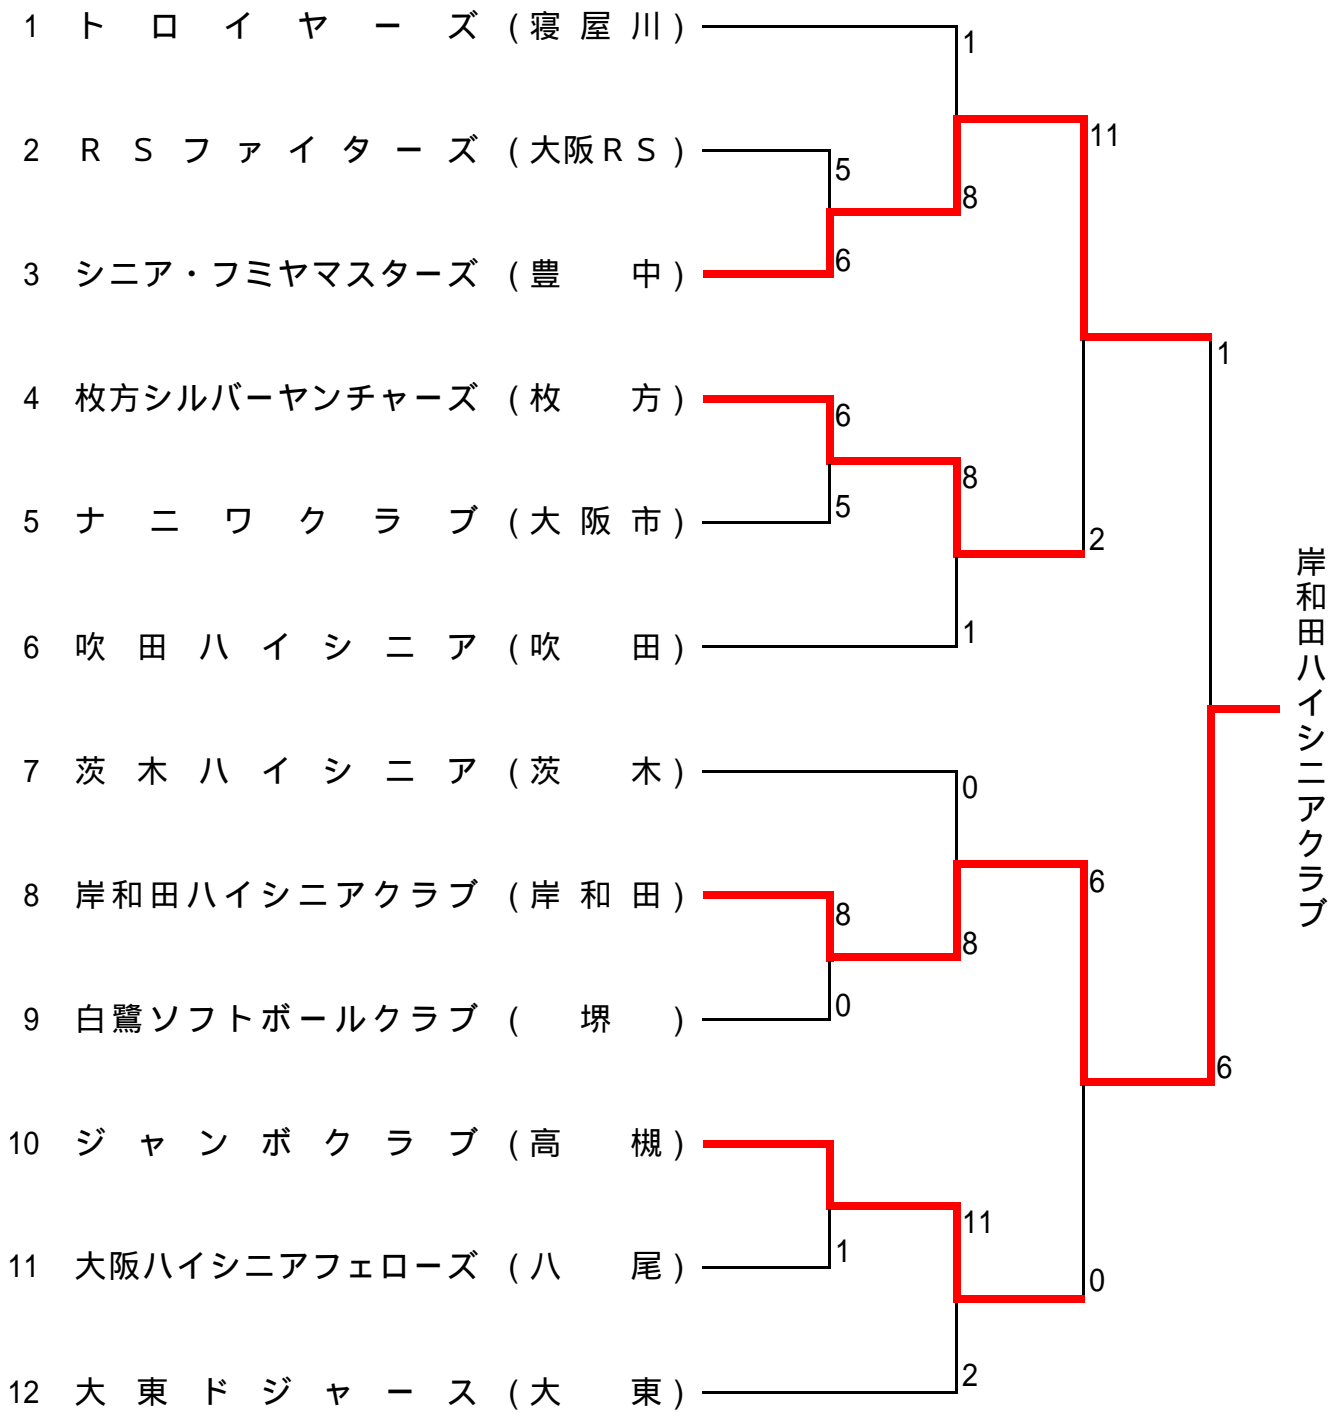 1 トロイヤーズ (寝屋川)
1
2 RSファイターズ (大阪RS)
11
5
8
3 シニア・フミヤマスターズ (豊中)
6
1
4 枚方シルバーヤンチャーズ (枚方)
6
8
5 ナニワクラブ (大阪市)
5
2
6 吹田ハイシニア (吹田)
1
岸和田ハイシニアクラブ
7 茨木ハイシニア (茨木)
0
6
8 岸和田ハイシニアクラブ (岸和田)
8
8
9 白鷺ソフトボールクラブ (堺)
0
6
10 ジャンボクラブ (高槻)
11
11 大阪ハイシニアフェローズ (八尾)
1
0
12 大東ドジャース (大東)
2